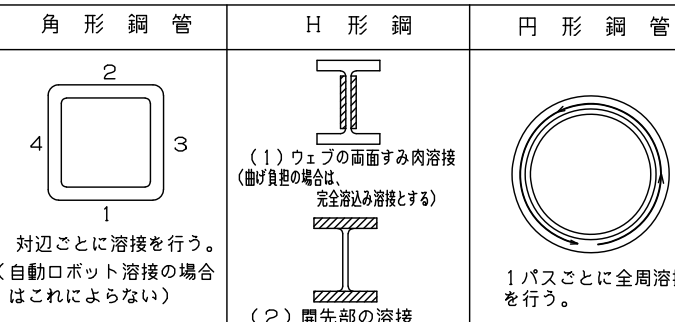 角形鋼管
2
4
3
1
対辺ごとに溶接を行う。
(自動ロボット溶接の場合
はこれによらない)
H形鋼
(1)ウェブの両面すみ肉溶接
(曲げ負担の場合は、
完全溶込み溶接とする)
(2)開先部の溶接
円形鋼管
1パスごとに全周溶接
を行う。